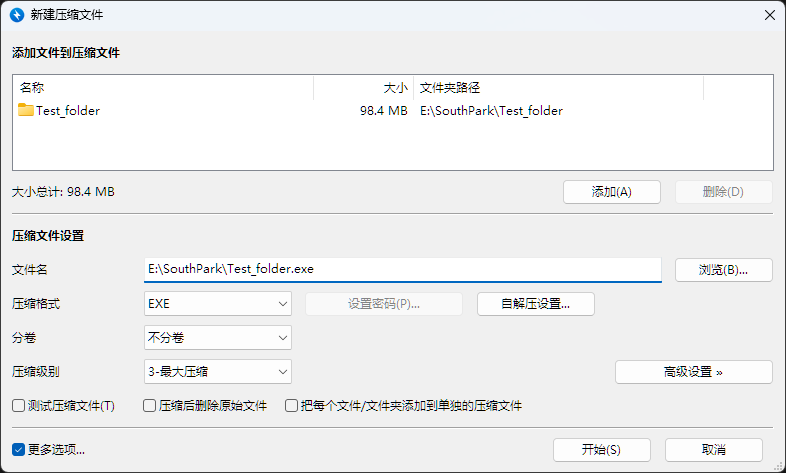 新建压缩文件
添加文件到压缩文件
名称 大小 文件夹路径
Test_folder 98.4 MB E:\SouthPark\Test_folder
大小总计: 98.4 MB 添加(A) 删除(D)
压缩文件设置
文件名 E:\SouthPark\Test_folder.exe 浏览(B)...
压缩格式 EXE 设置密码(P)... 自解压设置...
分卷 不分卷
压缩级别 3-最大压缩 高级设置 »
测试压缩文件(T) 压缩后删除原始文件 把每个文件/文件夹添加到单独的压缩文件
更多选项... 开始(S) 取消